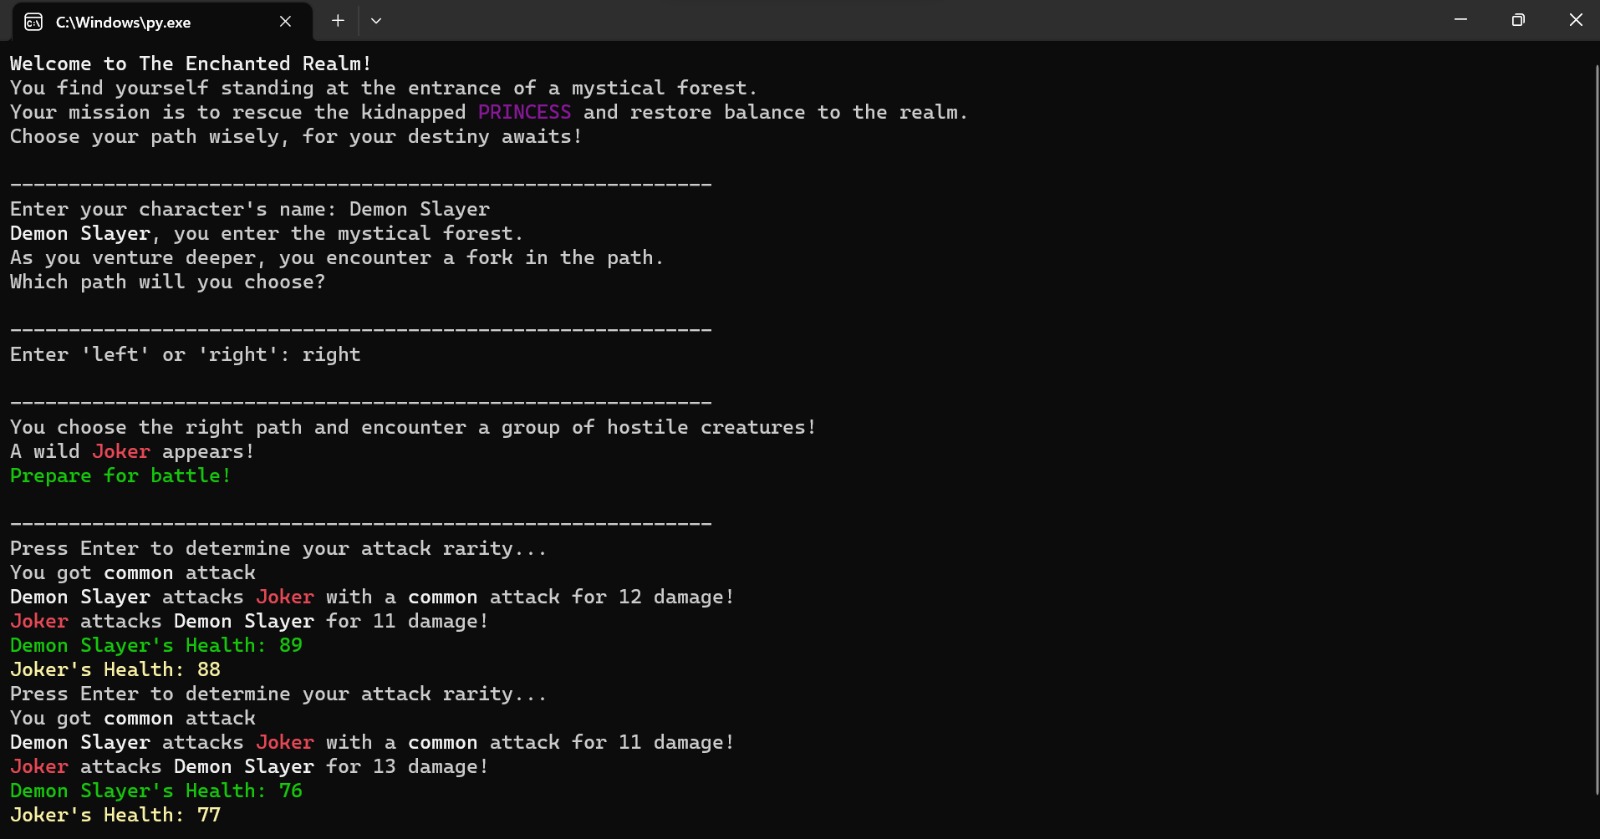 C:\Windows\py.exe
Welcome to The Enchanted Realm!
You find yourself standing at the entrance of a mystical forest.
Your mission is to rescue the kidnapped PRINCESS and restore balance to the realm.
Choose your path wisely, for your destiny awaits!
------------------------------------------------------------
Enter your character's name: Demon Slayer
Demon Slayer, you enter the mystical forest.
As you venture deeper, you encounter a fork in the path.
Which path will you choose?
------------------------------------------------------------
Enter 'left' or 'right': right
------------------------------------------------------------
You choose the right path and encounter a group of hostile creatures!
A wild Joker appears!
Prepare for battle!
------------------------------------------------------------
Press Enter to determine your attack rarity...
You got common attack
Demon Slayer attacks Joker with a common attack for 12 damage!
Joker attacks Demon Slayer for 11 damage!
Demon Slayer's Health: 89
Joker's Health: 88
Press Enter to determine your attack rarity...
You got common attack
Demon Slayer attacks Joker with a common attack for 11 damage!
Joker attacks Demon Slayer for 13 damage!
Demon Slayer's Health: 76
Joker's Health: 77